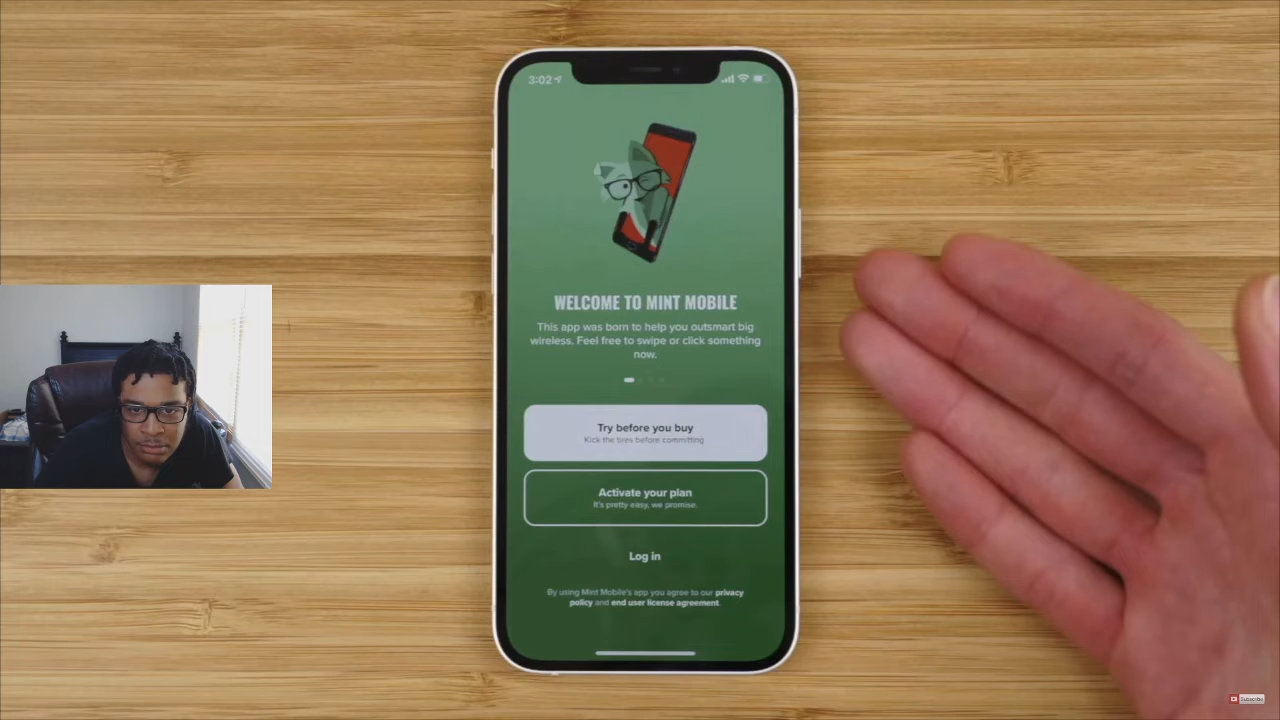 3:02
WELCOME TO MINT MOBILE
This app was born to help you outsmart big
wireless. Feel free to swipe or click something
now.
Try before you buy
Kick the tires before committing
Activate your plan
It's pretty easy, we promise.
Log in
By using Mint Mobile's app you agree to our privacy
policy and end user license agreement.
Subscribe